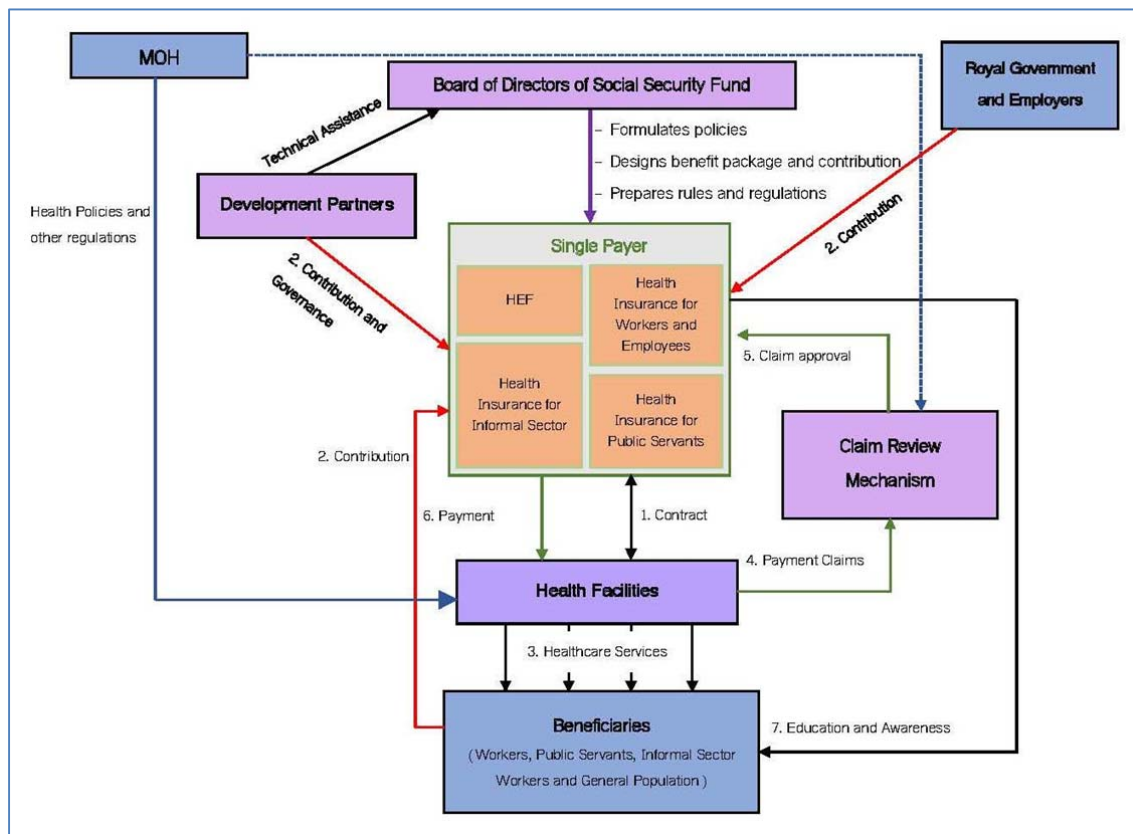 MOH
Royal Government
and Employers
Board of Directors of Social Security Fund
Technical Assistance
– Formulates policies
– Designs benefit package and contribution
– Prepares rules and regulations
Development Partners
Health Policies and
other regulations
2. Contribution
2. Contribution and
Governance
Single Payer
HEF
Health
Insurance for
Workers and
Employees
Health
Insurance for
Informal Sector
Health
Insurance for
Public Servants
5. Claim approval
Claim Review
Mechanism
2. Contribution
6. Payment
1. Contract
4. Payment Claims
Health Facilities
3. Healthcare Services
Beneficiaries
( Workers, Public Servants, Informal Sector
Workers and General Population )
7. Education and Awareness